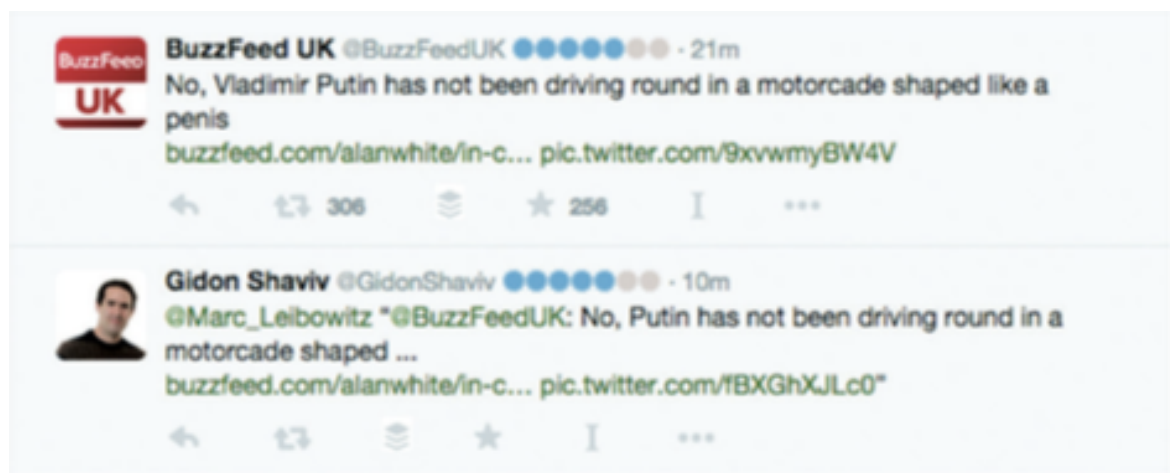 BuzzFeed
UK
BuzzFeed UK @BuzzFeedUK · 21m
No, Vladimir Putin has not been driving round in a motorcade shaped like a
penis
buzzfeed.com/alanwhite/in-c... pic.twitter.com/9xvwmyBW4V
306 256
Gidon Shaviv @GidonShaviv · 10m
@Marc_Leibowitz "@BuzzFeedUK: No, Putin has not been driving round in a
motorcade shaped ...
buzzfeed.com/alanwhite/in-c... pic.twitter.com/fBXGhXJLc0"